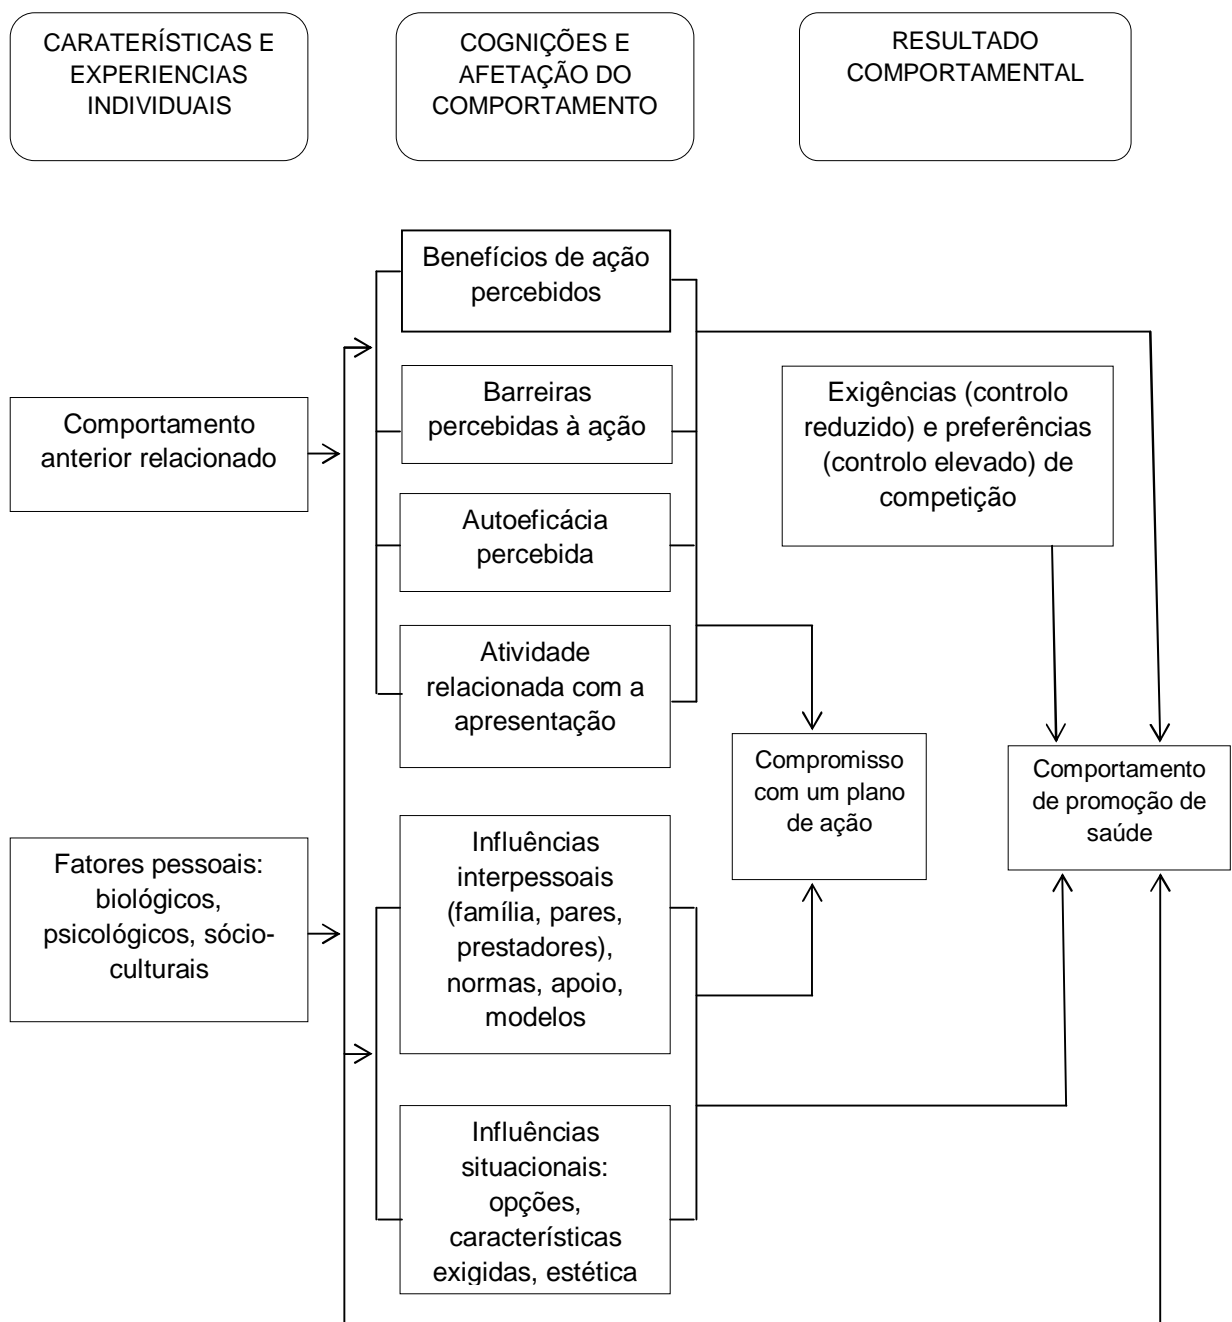 CARATERÍSTICAS E
EXPERIENCIAS
INDIVIDUAIS
COGNIÇÕES E
AFETAÇÃO DO
COMPORTAMENTO
RESULTADO
COMPORTAMENTAL
Benefícios de ação
percebidos
Barreiras
percebidas à ação
Autoeficácia
percebida
Atividade
relacionada com a
apresentação
Comportamento
anterior relacionado
Exigências (controlo
reduzido) e preferências
(controlo elevado) de
competição
Compromisso
com um plano
de ação
Comportamento
de promoção de
saúde
Fatores pessoais:
biológicos,
psicológicos, sócio-
culturais
Influências
interpessoais
(família, pares,
prestadores),
normas, apoio,
modelos
Influências
situacionais:
opções,
características
exigidas, estética